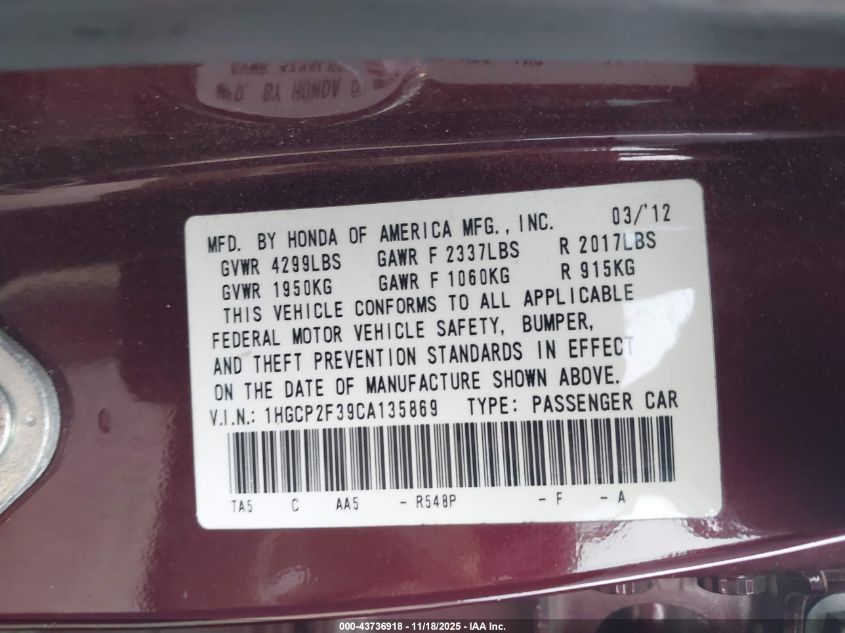 MFD. BY HONDA OF AMERICA MFG., INC. 03/'12
GVWR 4299LBS GAWR F 2337LBS R 2017LBS
GVWR 1950KG GAWR F 1060KG R 915KG
THIS VEHICLE CONFORMS TO ALL APPLICABLE
FEDERAL MOTOR VEHICLE SAFETY, BUMPER,
AND THEFT PREVENTION STANDARDS IN EFFECT
ON THE DATE OF MANUFACTURE SHOWN ABOVE.
V.I.N.: 1HGCP2F39CA135869 TYPE: PASSENGER CAR
TA5 C AA5 - R548P - F - A
000-43736918 - 11/18/2025 - IAA Inc.